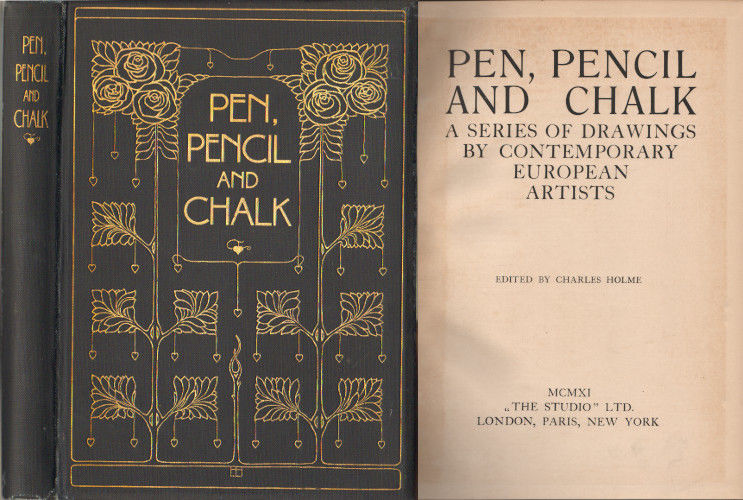 PEN,
PENCIL
AND
CHALK
PEN,
PENCIL
AND
CHALK
PEN, PENCIL
AND CHALK
A SERIES OF DRAWINGS
BY CONTEMPORARY
EUROPEAN
ARTISTS
EDITED BY CHARLES HOLME
MCMXI
„THE STUDIO” LTD.
LONDON, PARIS, NEW YORK